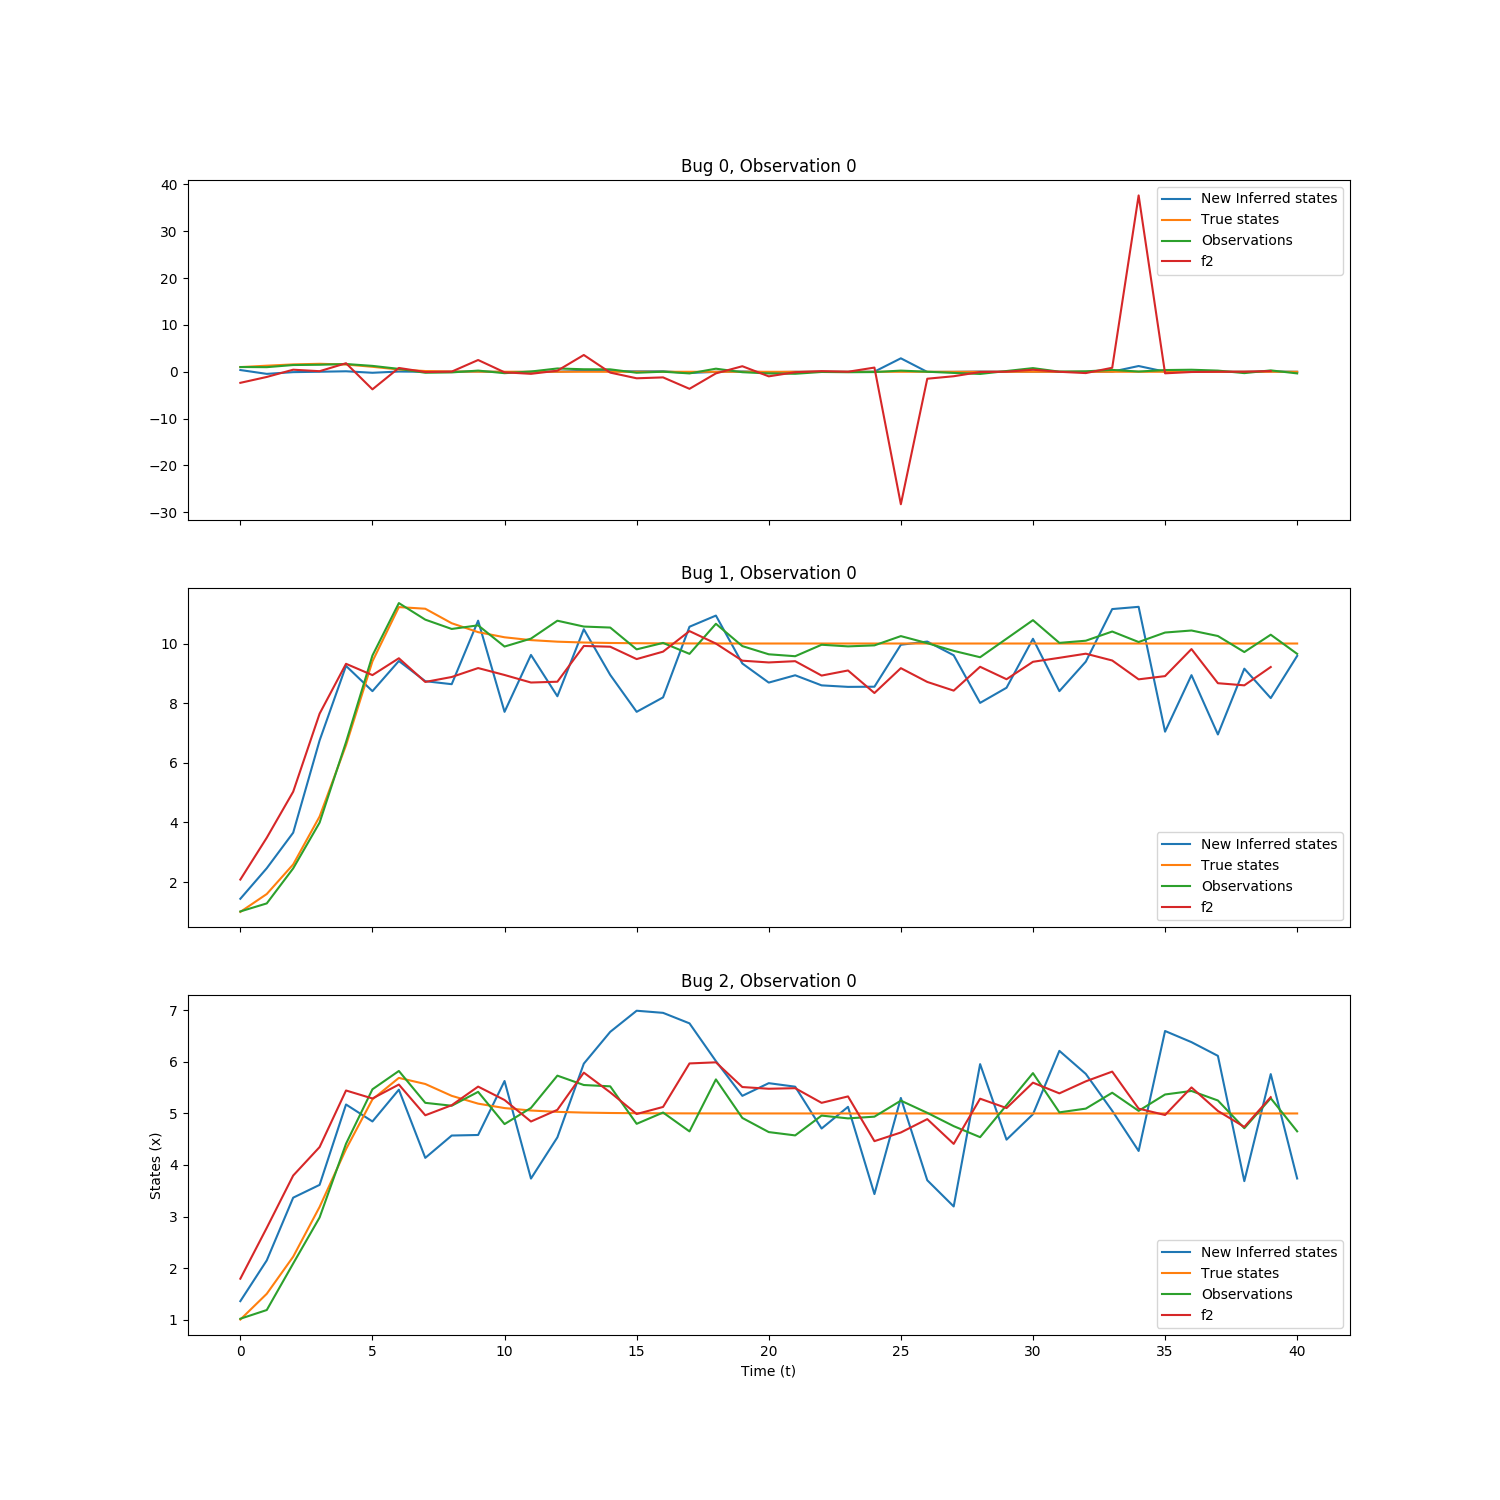 Bug 0, Observation 0
40
30
20
10
0
−10
−20
−30
New Inferred states
True states
Observations
f2
Bug 1, Observation 0
10
8
6
4
2
New Inferred states
True states
Observations
f2
Bug 2, Observation 0
States (x)
7
6
5
4
3
2
1
New Inferred states
True states
Observations
f2
0 5 10 15 20 25 30 35 40
Time (t)